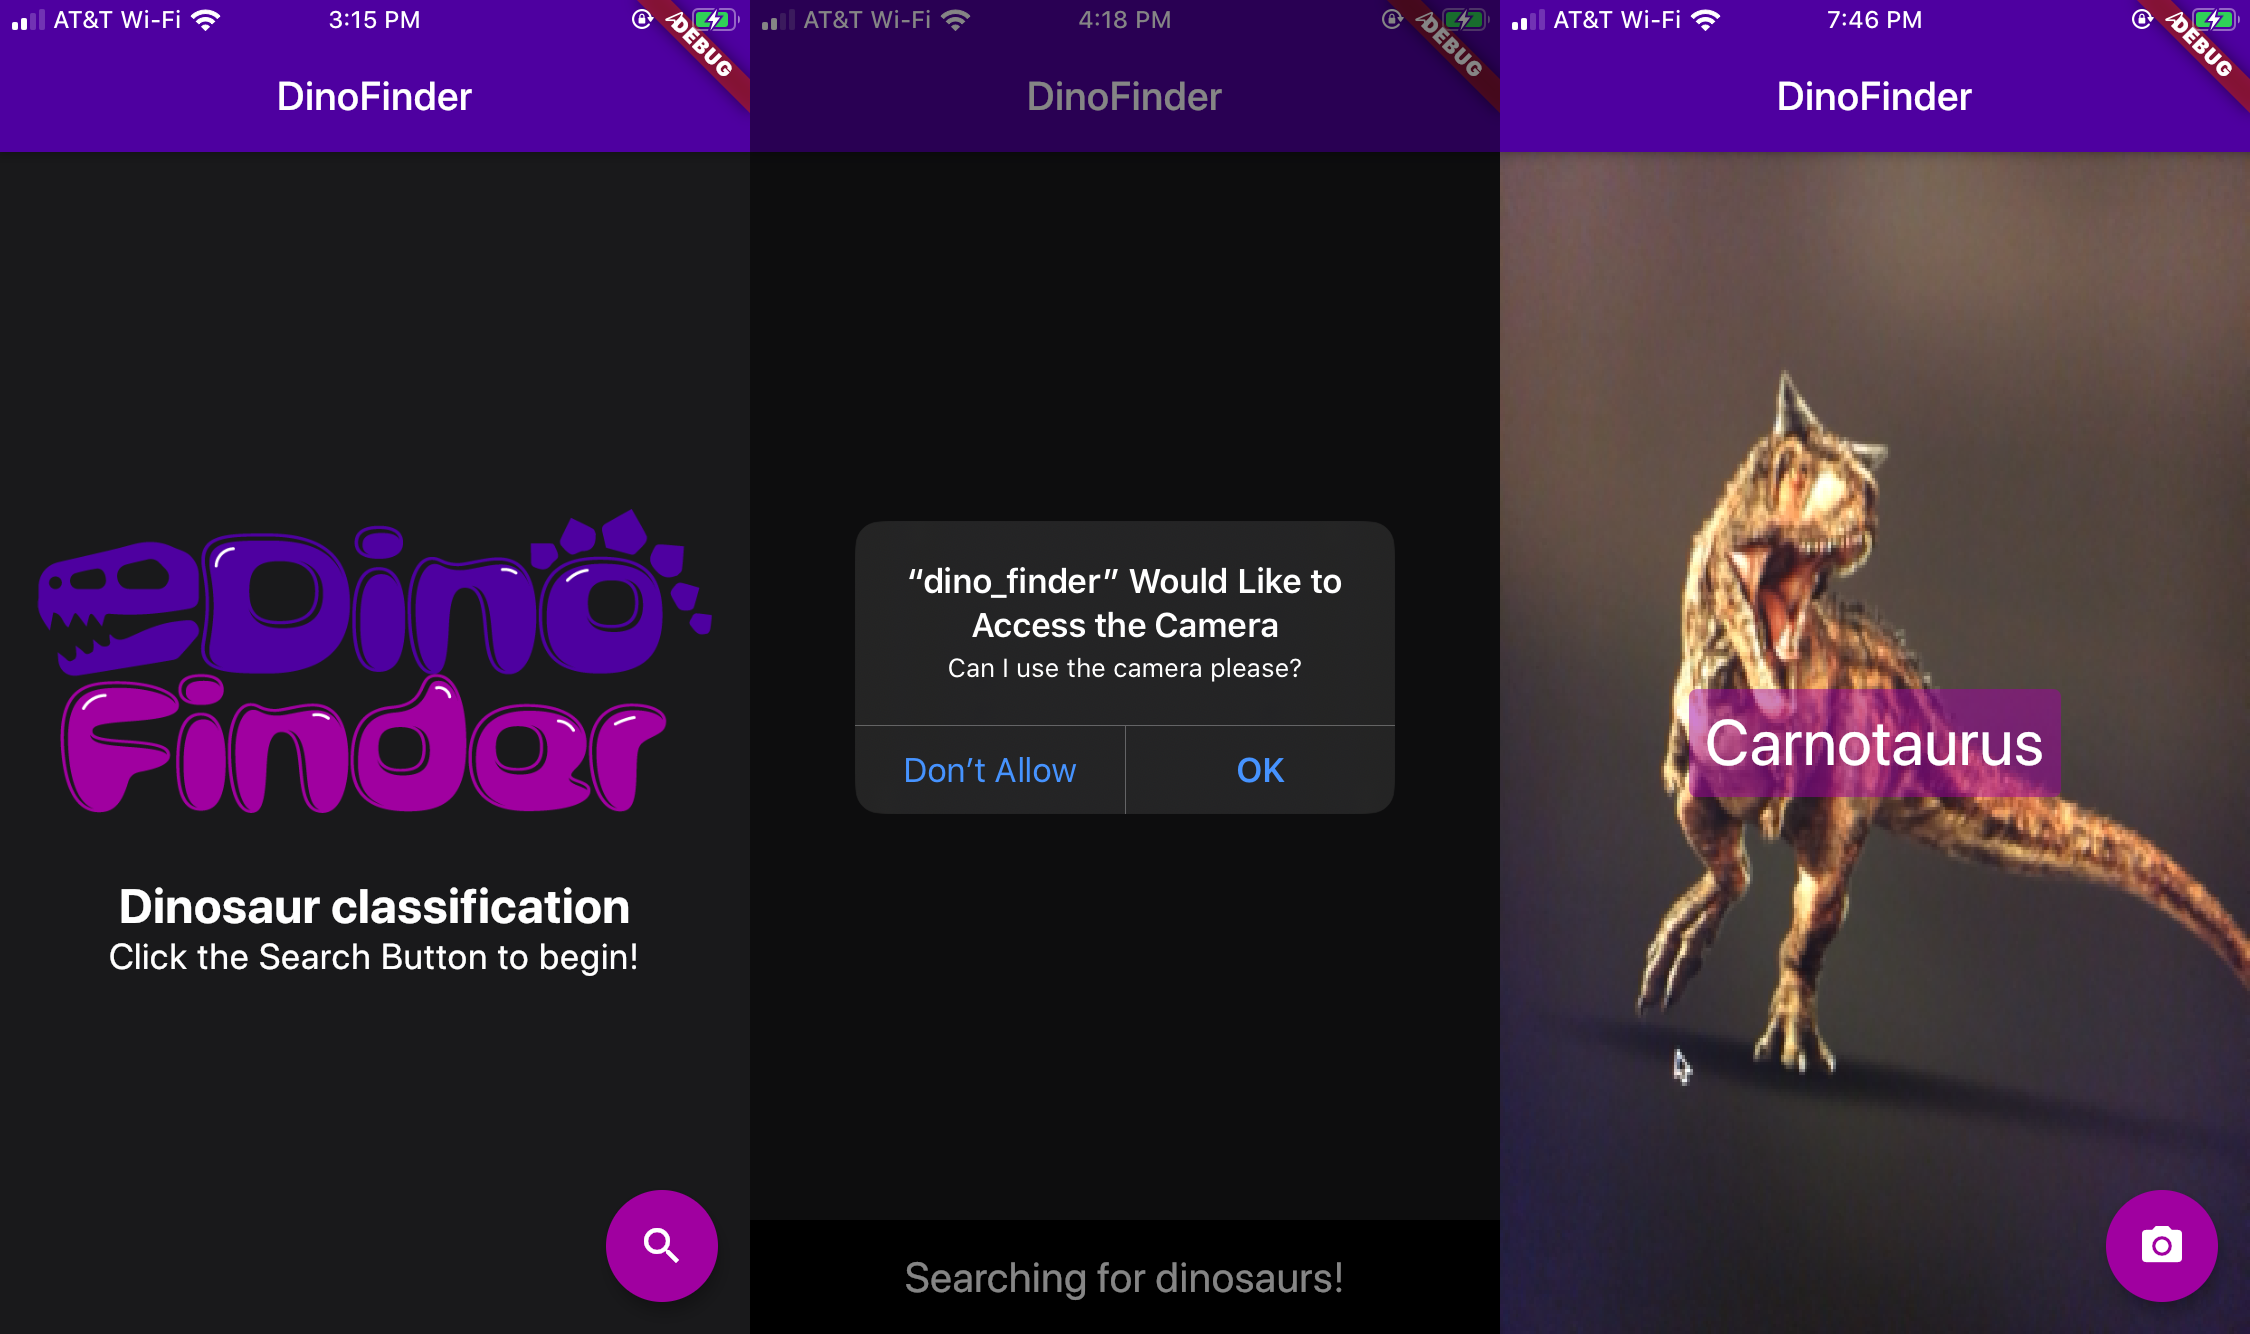 AT&T Wi-Fi 3:15 PM
DEBUG
DinoFinder
Dino
Finder
Dinosaur classification
Click the Search Button to begin!
AT&T Wi-Fi 4:18 PM
DEBUG
DinoFinder
“dino_finder” Would Like to
Access the Camera
Can I use the camera please?
Don’t Allow OK
Searching for dinosaurs!
AT&T Wi-Fi 7:46 PM
DEBUG
DinoFinder
Carnotaurus